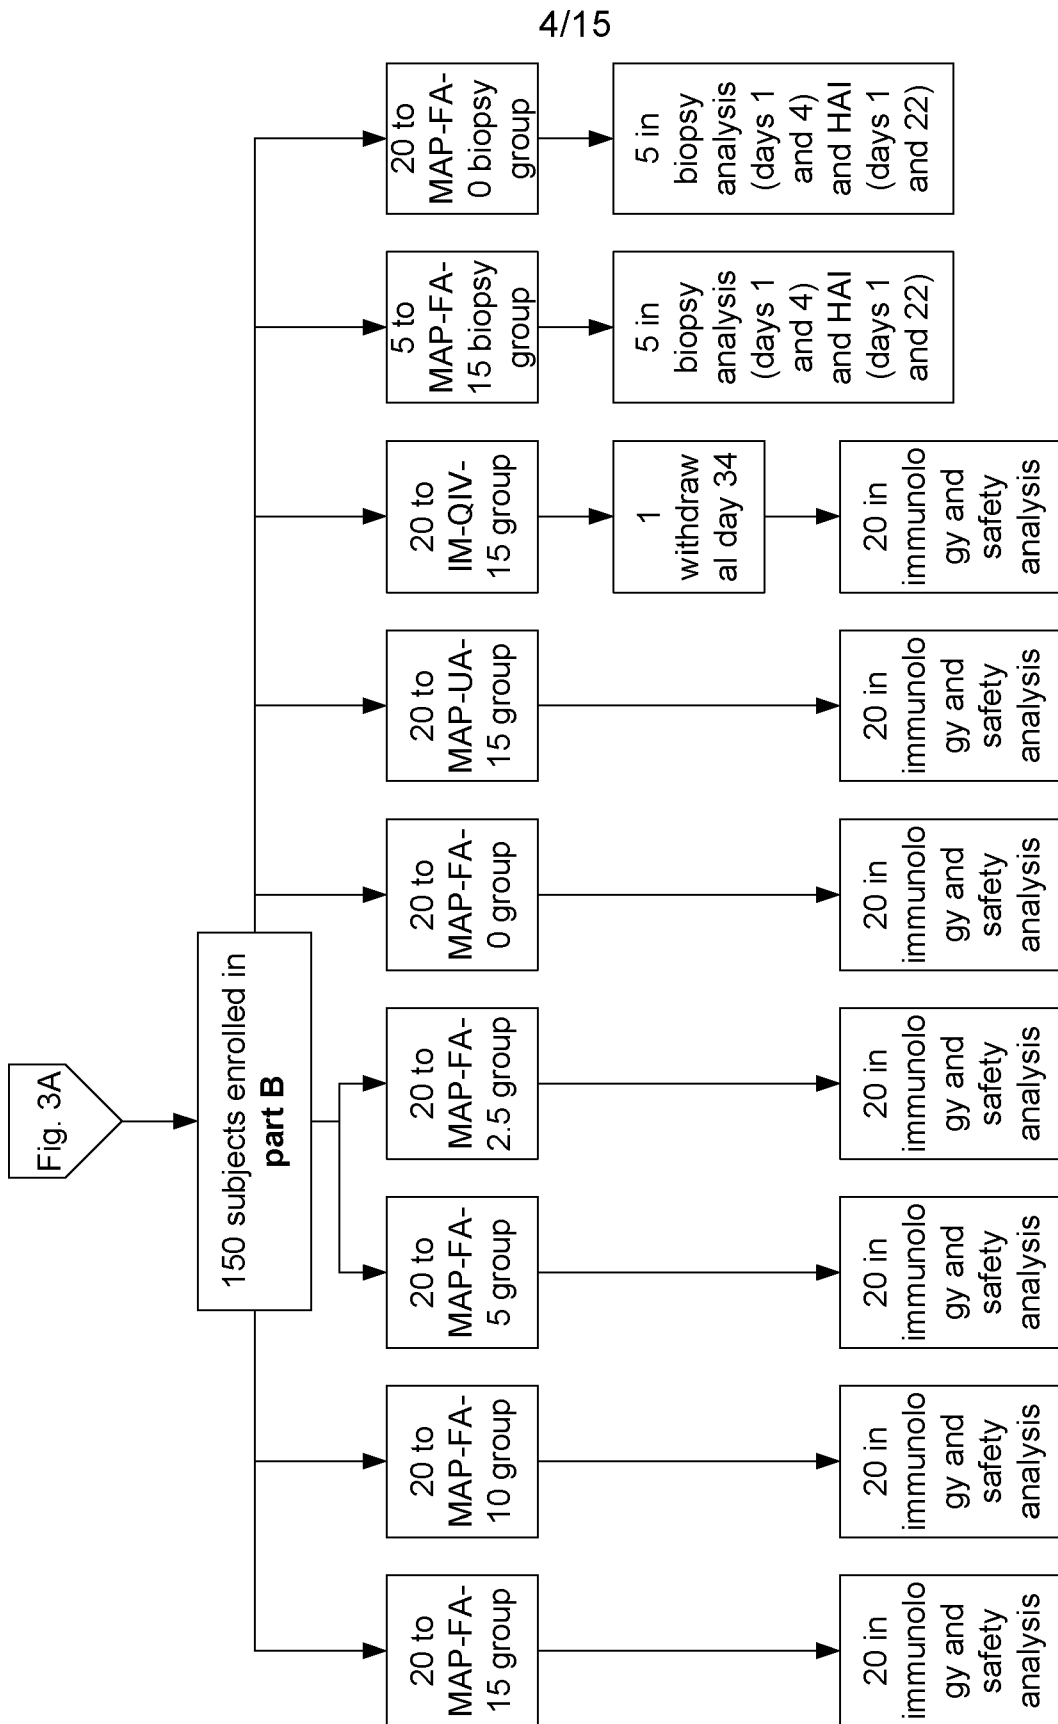 4/15
Fig. 3A
150 subjects enrolled in
part B
20 to
MAP-FA-
15 group
20 in
immunolo
gy and
safety
analysis
20 to
MAP-FA-
10 group
20 in
immunolo
gy and
safety
analysis
20 to
MAP-FA-
5 group
20 in
immunolo
gy and
safety
analysis
20 to
MAP-FA-
2.5 group
20 in
immunolo
gy and
safety
analysis
20 to
MAP-FA-
0 group
20 in
immunolo
gy and
safety
analysis
20 to
MAP-UA-
15 group
20 in
immunolo
gy and
safety
analysis
20 to
IM-QIV-
15 group
1
withdraw
al day 34
20 in
immunolo
gy and
safety
analysis
5 to
MAP-FA-
15 biopsy
group
5 in
biopsy
analysis
(days 1
and 4)
and HAI
(days 1
and 22)
20 to
MAP-FA-
0 biopsy
group
5 in
biopsy
analysis
(days 1
and 4)
and HAI
(days 1
and 22)